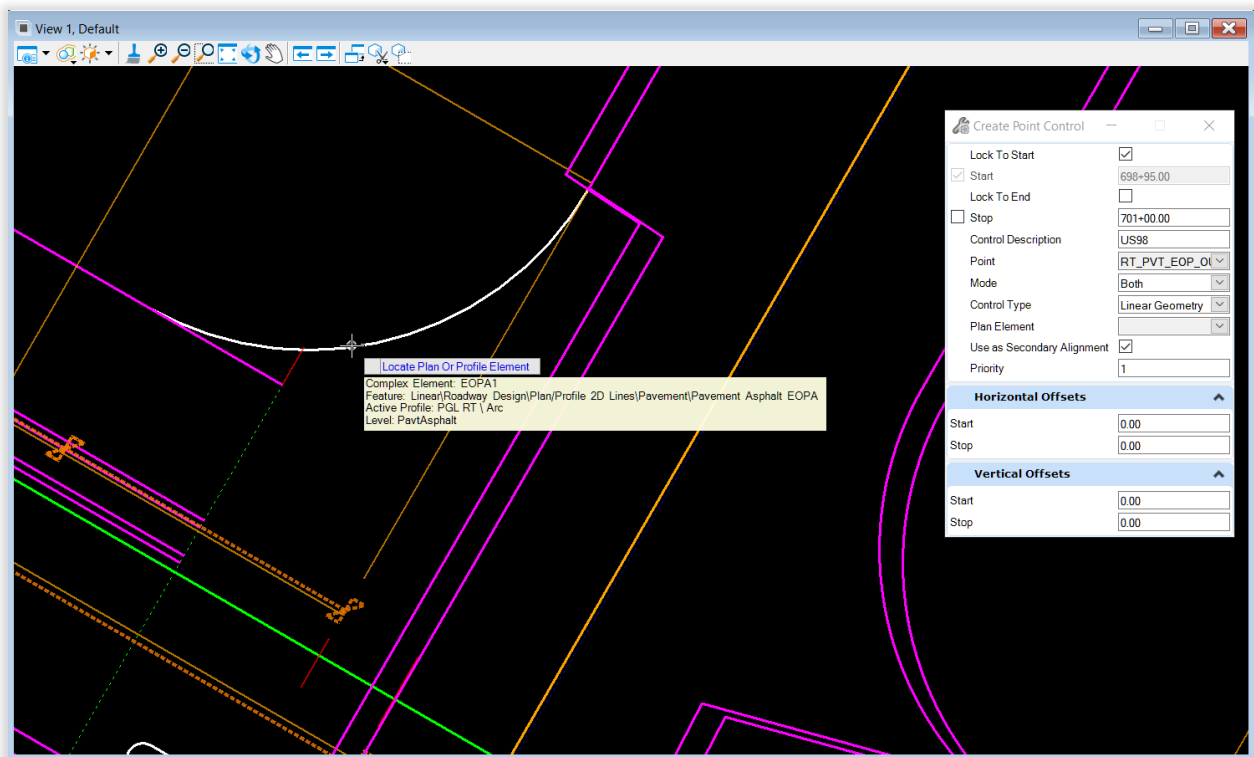 View 1, Default
Create Point Control
Lock To Start
Start 698+95.00
Lock To End
Stop 701+00.00
Control Description US98
Point RT_PVT_EOP_OU
Mode Both
Control Type Linear Geometry
Plan Element
Use as Secondary Alignment
Priority 1
Horizontal Offsets
Start 0.00
Stop 0.00
Vertical Offsets
Start 0.00
Stop 0.00
Locate Plan Or Profile Element
Complex Element: EOPA1
Feature: Linear\Roadway Design\Plan/Profile 2D Lines\Pavement\Pavement Asphalt EOPA
Active Profile: PGL RT \ Arc
Level: PavtAsphalt